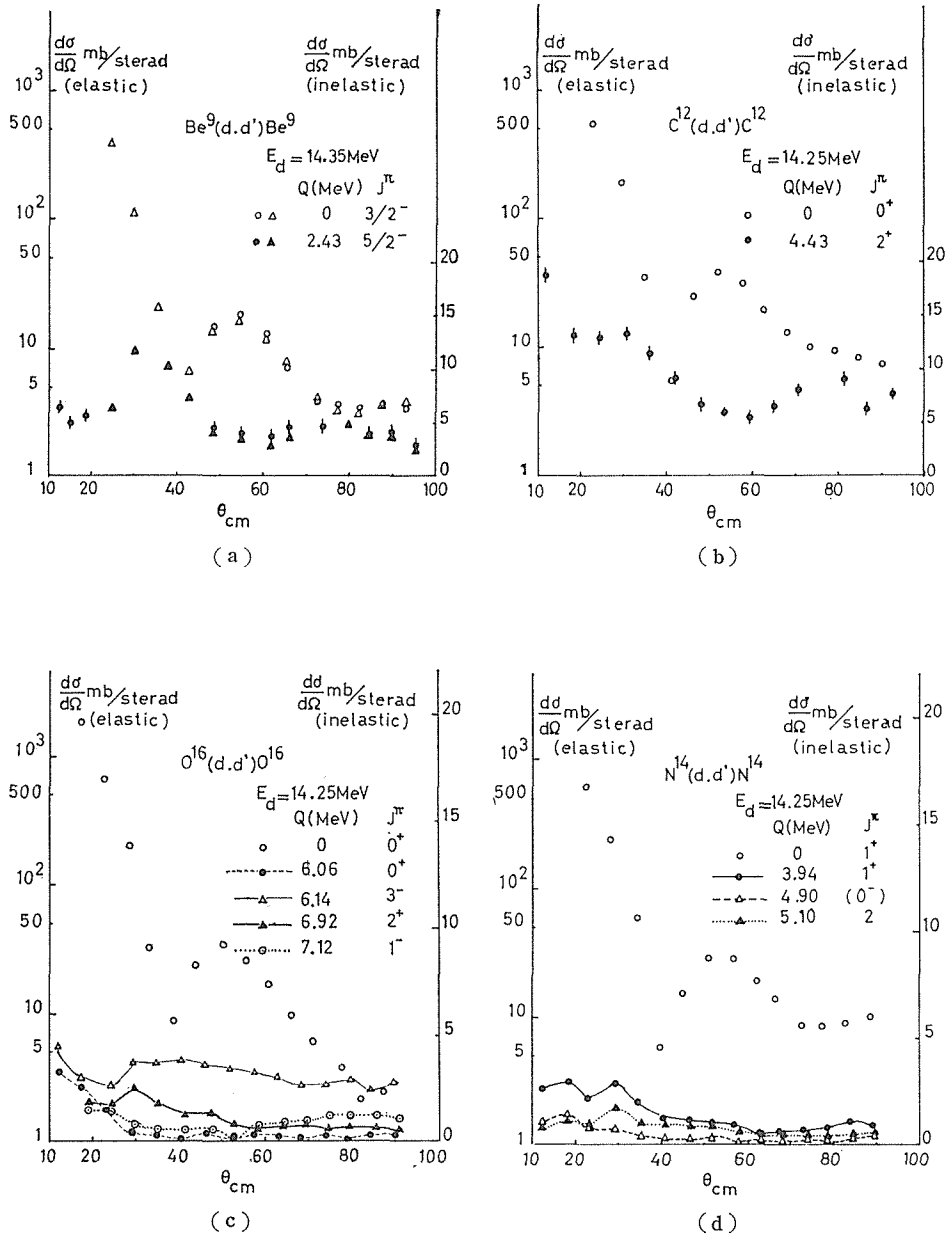 dσ/dΩ mb/sterad
(elastic)
dσ/dΩ mb/sterad
(inelastic)
Be⁹(d.d')Be⁹
E_d = 14.35MeV
Q(MeV) J^π
0 3/2⁻
2.43 5/2⁻
10³
500
10²
50
10
5
1
20
15
10
5
0
10 20 40 60 80 100
θcm
(a)
dσ/dΩ mb/sterad
(elastic)
dσ/dΩ mb/sterad
(inelastic)
C¹²(d.d')C¹²
E_d = 14.25MeV
Q(MeV) J^π
0 0⁺
4.43 2⁺
10³
500
10²
50
10
5
1
20
15
10
5
0
10 20 40 60 80 100
θcm
(b)
dσ/dΩ mb/sterad
(elastic)
dσ/dΩ mb/sterad
(inelastic)
O¹⁶(d.d')O¹⁶
E_d = 14.25MeV
Q(MeV) J^π
0 0⁺
6.06 0⁺
6.14 3⁻
6.92 2⁺
7.12 1⁻
10³
500
10²
50
10
5
1
20
15
10
5
0
10 20 40 60 80 100
θcm
(c)
dσ/dΩ mb/sterad
(elastic)
dσ/dΩ mb/sterad
(inelastic)
N¹⁴(d.d')N¹⁴
E_d = 14.25MeV
Q(MeV) J^π
0 1⁺
3.94 1⁺
4.90 (0⁻)
5.10 2
10³
500
10²
50
10
5
1
20
15
10
5
0
10 20 40 60 80 100
θcm
(d)